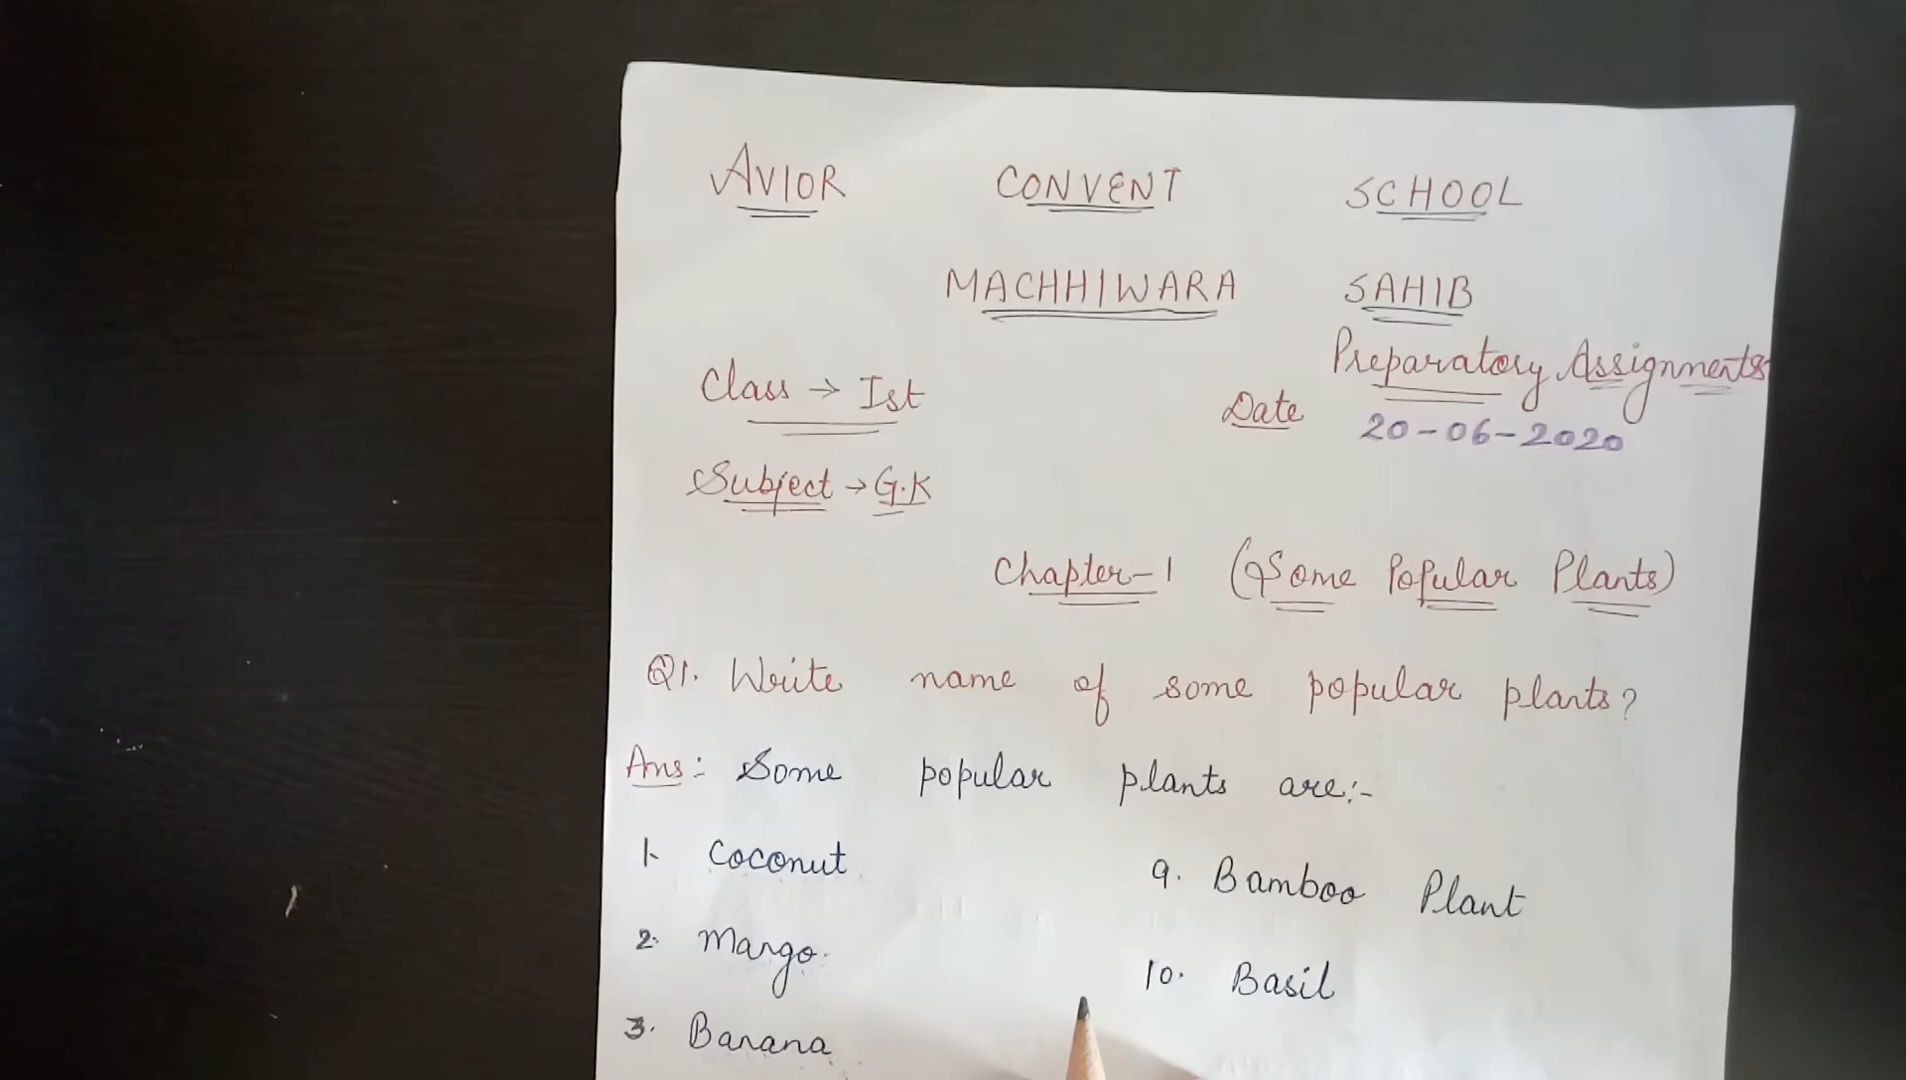 AVIOR CONVENT SCHOOL
MACHHIWARA SAHIB
Preparatory Assignments
Class → Ist
Date 20-06-2020
Subject → G.K
Chapter-1 (Some Popular Plants)
Q1. Write name of some popular plants?
Ans:- Some popular plants are:-
1. Coconut
2. Mango.
3. Banana
9. Bamboo Plant
10. Basil